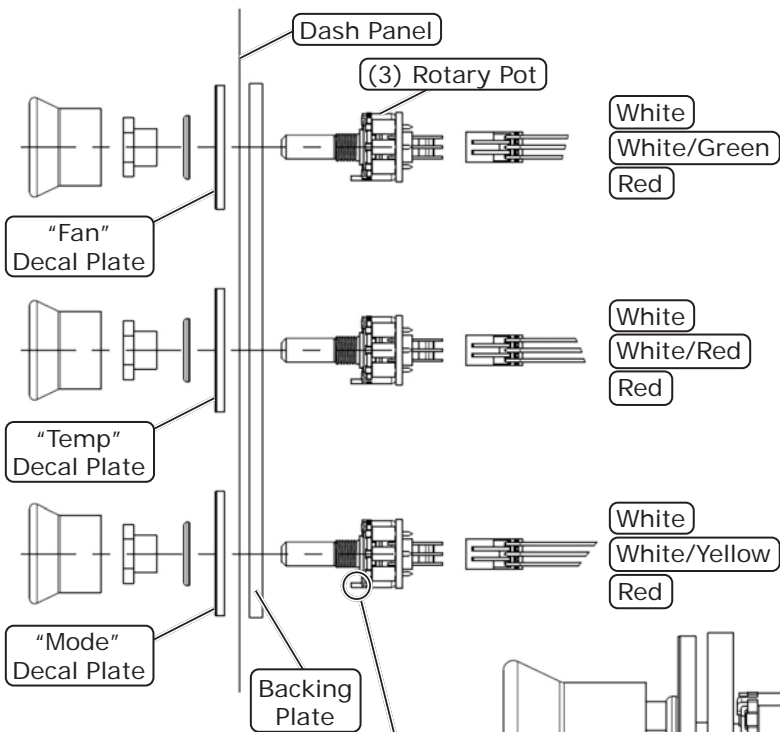 Dash Panel
(3) Rotary Pot
White
White/Green
Red
“Fan”
Decal Plate
White
White/Red
Red
“Temp”
Decal Plate
White
White/Yellow
Red
“Mode”
Decal Plate
Backing
Plate